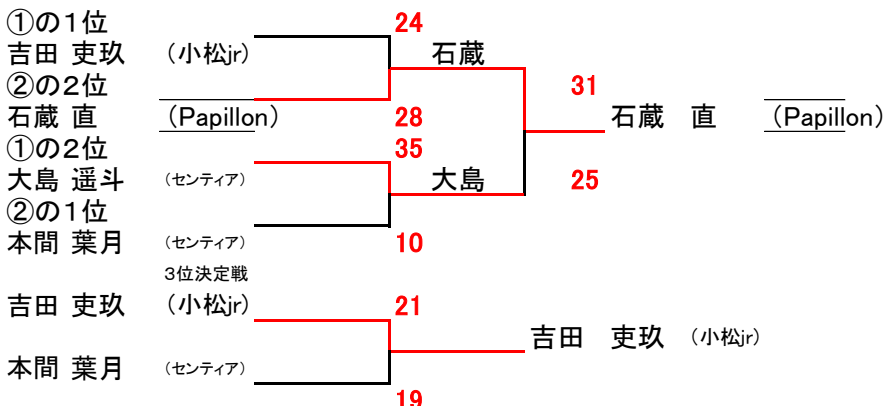 ①の1位 24
吉田 吏玖 （小松jr） 石蔵
②の2位 31
石蔵 直 （Papillon） 28 石蔵 直 （Papillon）
①の2位 35
大島 遥斗 （センティア） 大島 25
②の1位
本間 葉月 （センティア） 10
3位決定戦
吉田 吏玖 （小松jr） 21
吉田 吏玖 （小松jr）
本間 葉月 （センティア）
19